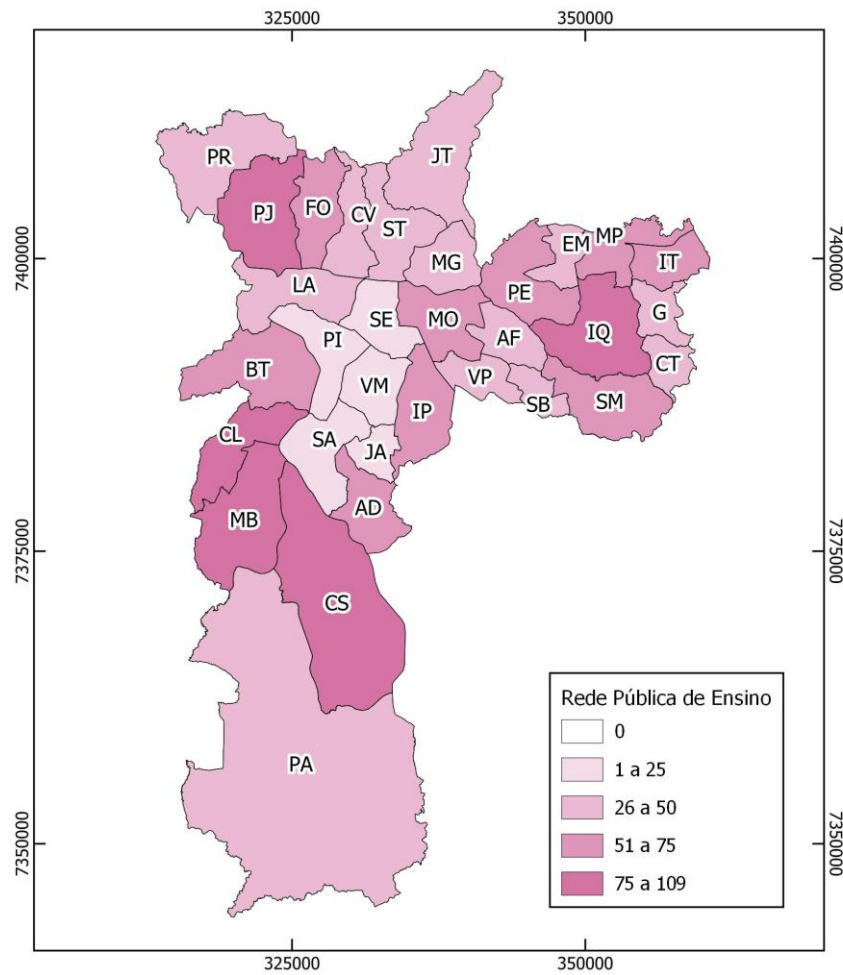 325000 350000
JT
PR
PJ FO CV ST
MG
EM MP
IT
7400000 7400000
LA
SE MO PE
IQ G
PI AF
BT VM VP CT
IP SB SM
CL SA JA
MB AD
7375000 7375000
CS
PA
Rede Pública de Ensino
0
1 a 25
26 a 50
51 a 75
75 a 109
7350000 7350000
325000 350000